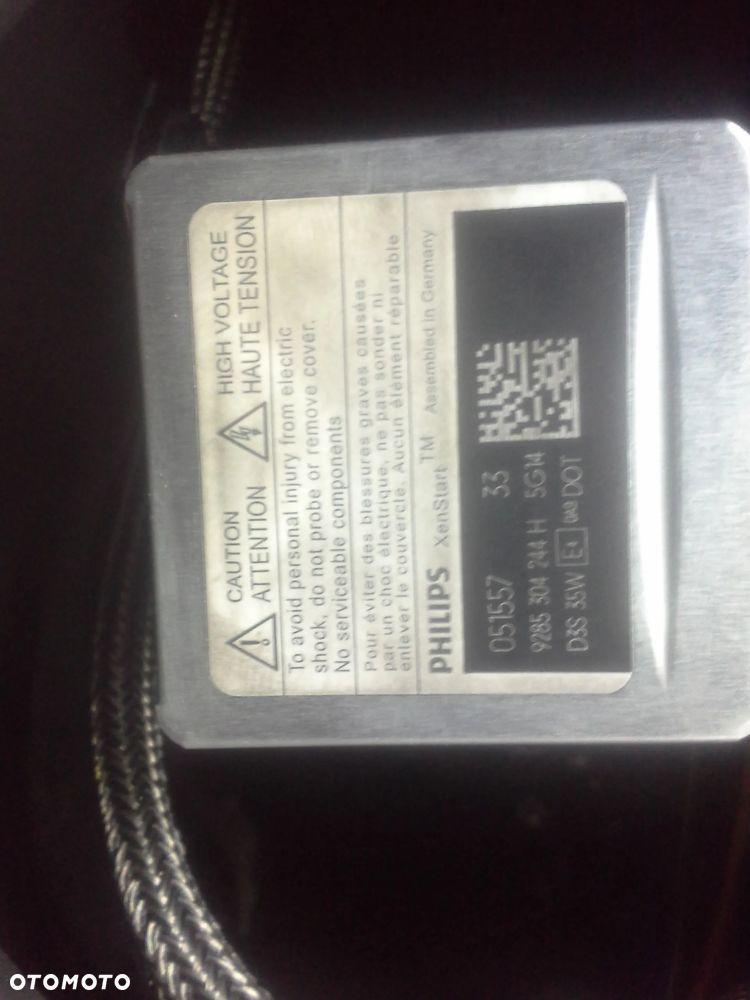 CAUTION
ATTENTION
HIGH VOLTAGE
HAUTE TENSION
To avoid personal injury from electric
shock, do not probe or remove cover.
No serviceable components
Pour éviter des blessures graves causées
par un choc électrique, ne pas sonder ni
enlever le couvercle. Aucun élément réparable
PHILIPS XenStart TM Assembled in Germany
051557 33
9285 304 244 H 5G14
D3S 35W E4 DOT
OTOMOTO